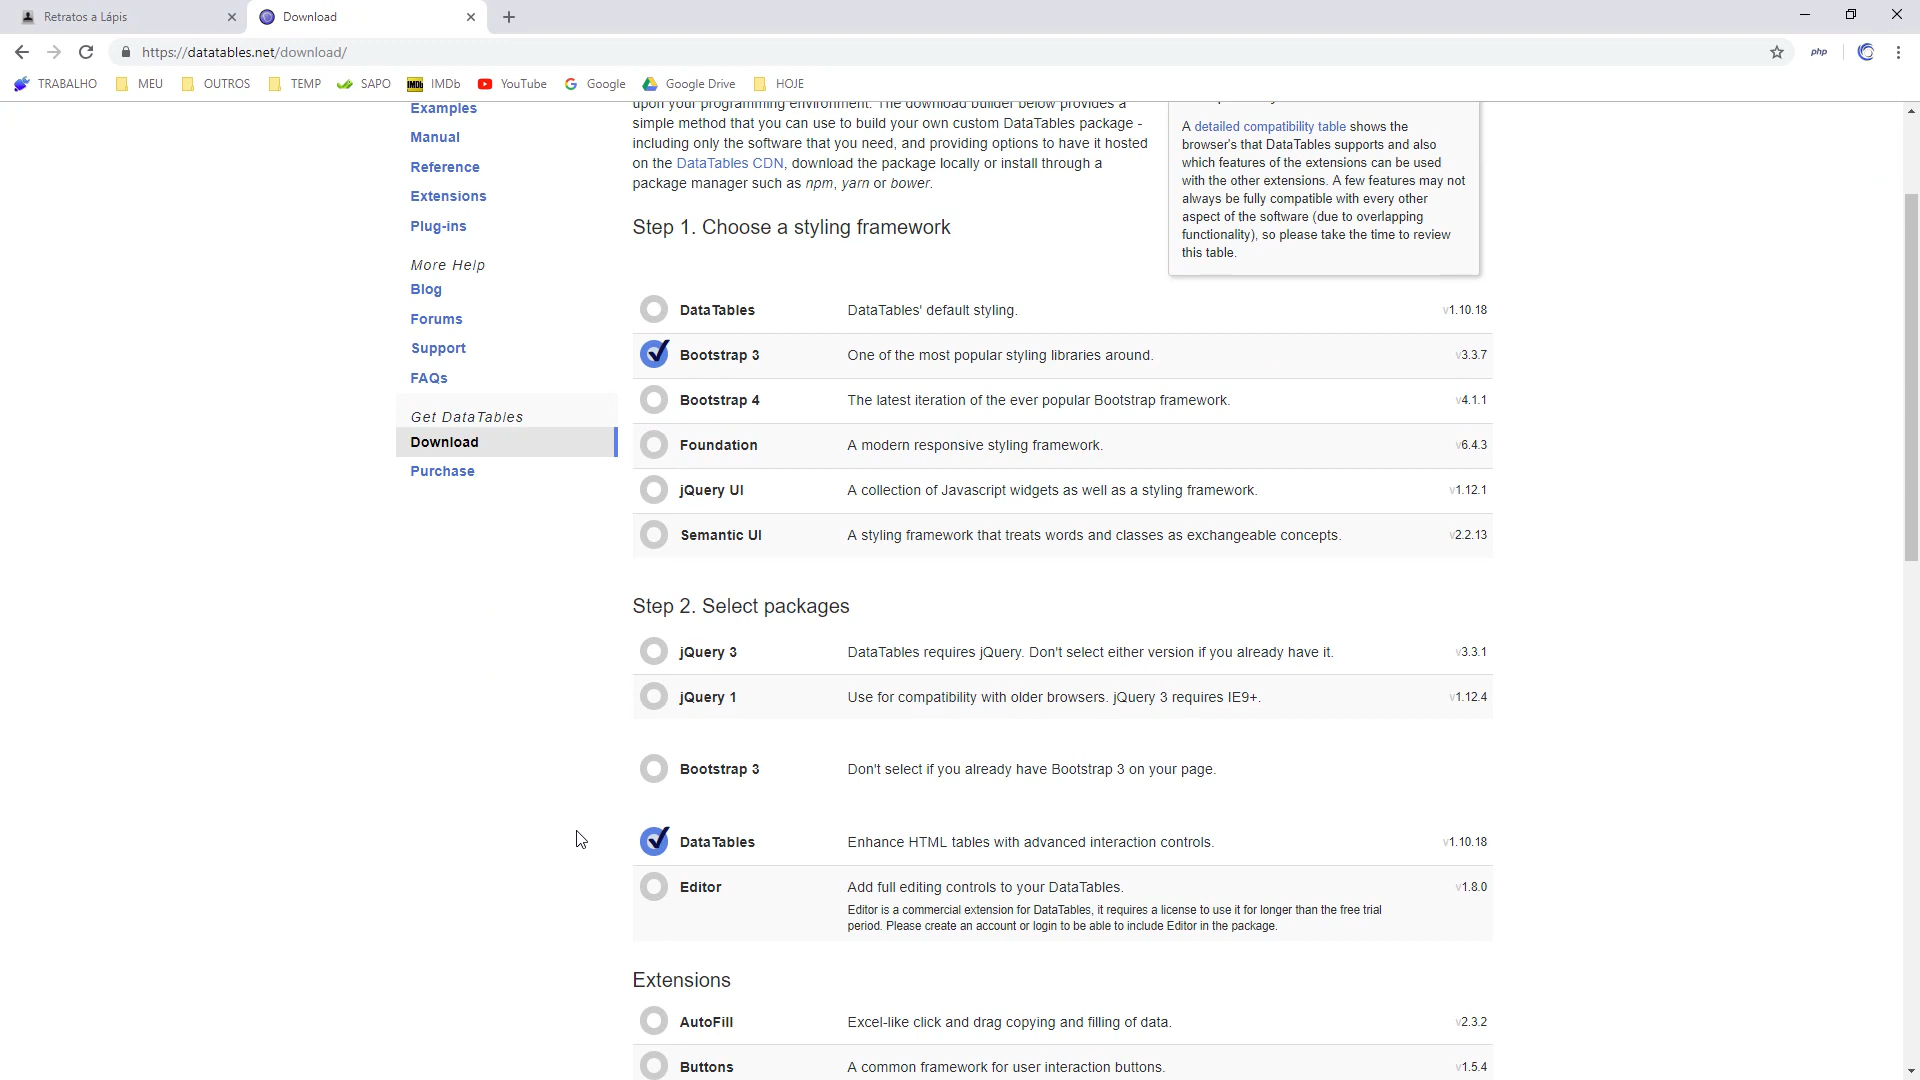 Retratos a Lápis
Download
https://datatables.net/download/
php
TRABALHO MEU OUTROS TEMP SAPO IMDb IMDb YouTube Google Google Drive HOJE
Examples
Manual
Reference
Extensions
Plug-ins
More Help
Blog
Forums
Support
FAQs
Get DataTables
Download
Purchase
upon your programming environment. The download builder below provides a
simple method that you can use to build your own custom DataTables package -
including only the software that you need, and providing options to have it hosted
on the DataTables CDN, download the package locally or install through a
package manager such as npm, yarn or bower.
A detailed compatibility table shows the
browser's that DataTables supports and also
which features of the extensions can be used
with the other extensions. A few features may not
always be fully compatible with every other
aspect of the software (due to overlapping
functionality), so please take the time to review
this table.
Step 1. Choose a styling framework
DataTables DataTables' default styling. v1.10.18
Bootstrap 3 One of the most popular styling libraries around. v3.3.7
Bootstrap 4 The latest iteration of the ever popular Bootstrap framework. v4.1.1
Foundation A modern responsive styling framework. v6.4.3
jQuery UI A collection of Javascript widgets as well as a styling framework. v1.12.1
Semantic UI A styling framework that treats words and classes as exchangeable concepts. v2.2.13
Step 2. Select packages
jQuery 3 DataTables requires jQuery. Don't select either version if you already have it. v3.3.1
jQuery 1 Use for compatibility with older browsers. jQuery 3 requires IE9+. v1.12.4
Bootstrap 3 Don't select if you already have Bootstrap 3 on your page.
DataTables Enhance HTML tables with advanced interaction controls. v1.10.18
Editor Add full editing controls to your DataTables. v1.8.0
Editor is a commercial extension for DataTables, it requires a license to use it for longer than the free trial
period. Please create an account or login to be able to include Editor in the package.
Extensions
AutoFill Excel-like click and drag copying and filling of data. v2.3.2
Buttons A common framework for user interaction buttons. v1.5.4